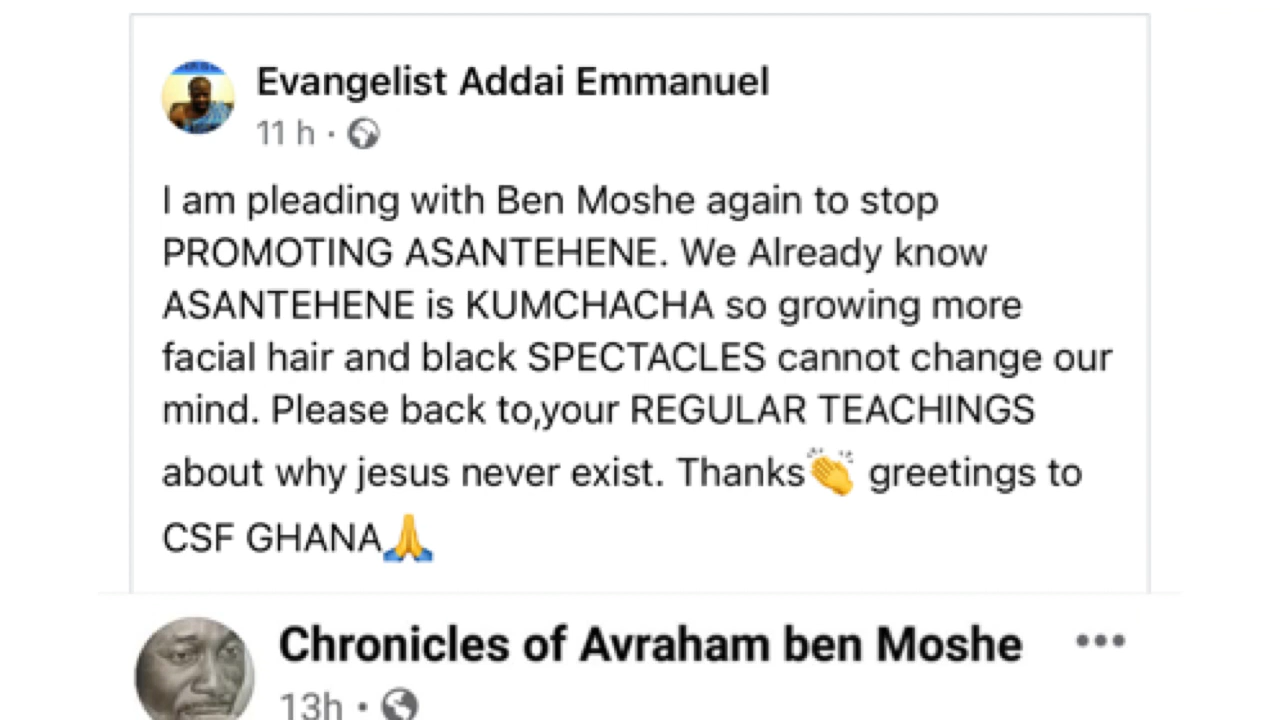 Evangelist Addai Emmanuel
11 h ·
I am pleading with Ben Moshe again to stop
PROMOTING ASANTEHENE. We Already know
ASANTEHENE is KUMCHACHA so growing more
facial hair and black SPECTACLES cannot change our
mind. Please back to,your REGULAR TEACHINGS
about why jesus never exist. Thanks👏 greetings to
CSF GHANA🙏
Chronicles of Avraham ben Moshe
13h ·